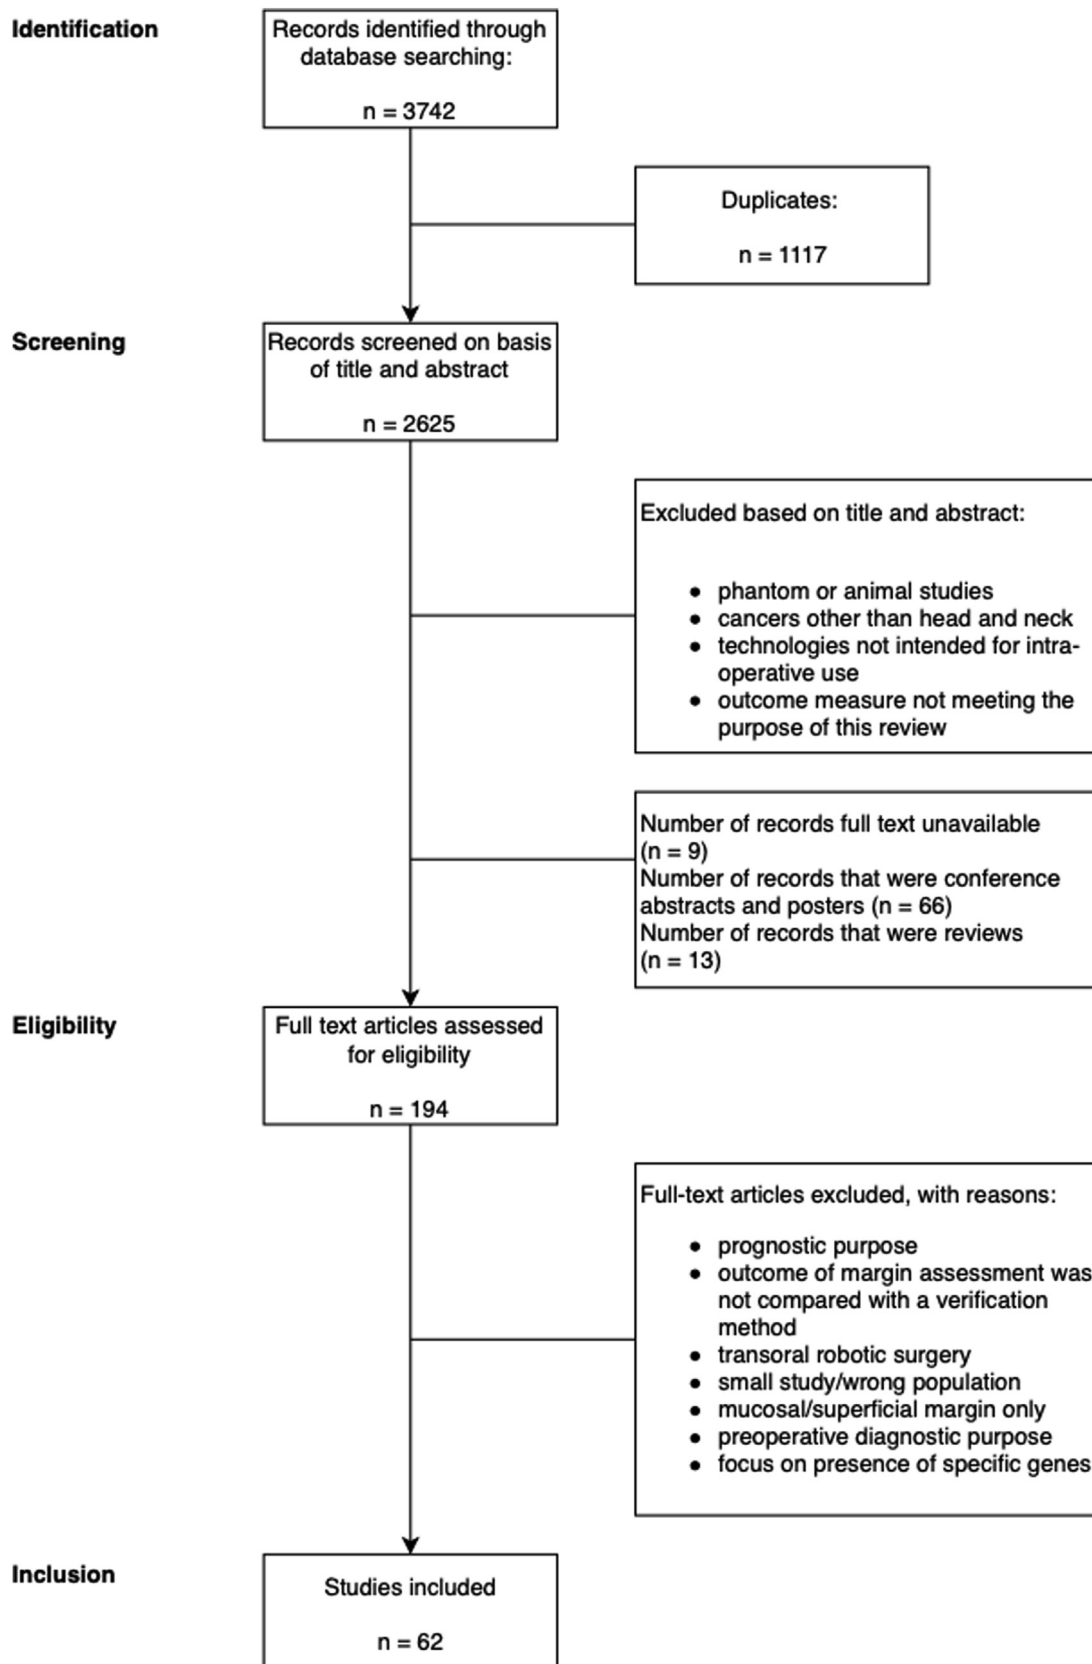 Identification
Records identified through
database searching:
n = 3742
Duplicates:
n = 1117
Screening
Records screened on basis
of title and abstract
n = 2625
Excluded based on title and abstract:
• phantom or animal studies
• cancers other than head and neck
• technologies not intended for intra-
operative use
• outcome measure not meeting the
purpose of this review
Number of records full text unavailable
(n = 9)
Number of records that were conference
abstracts and posters (n = 66)
Number of records that were reviews
(n = 13)
Eligibility
Full text articles assessed
for eligibility
n = 194
Full-text articles excluded, with reasons:
• prognostic purpose
• outcome of margin assessment was
not compared with a verification
method
• transoral robotic surgery
• small study/wrong population
• mucosal/superficial margin only
• preoperative diagnostic purpose
• focus on presence of specific genes
Inclusion
Studies included
n = 62